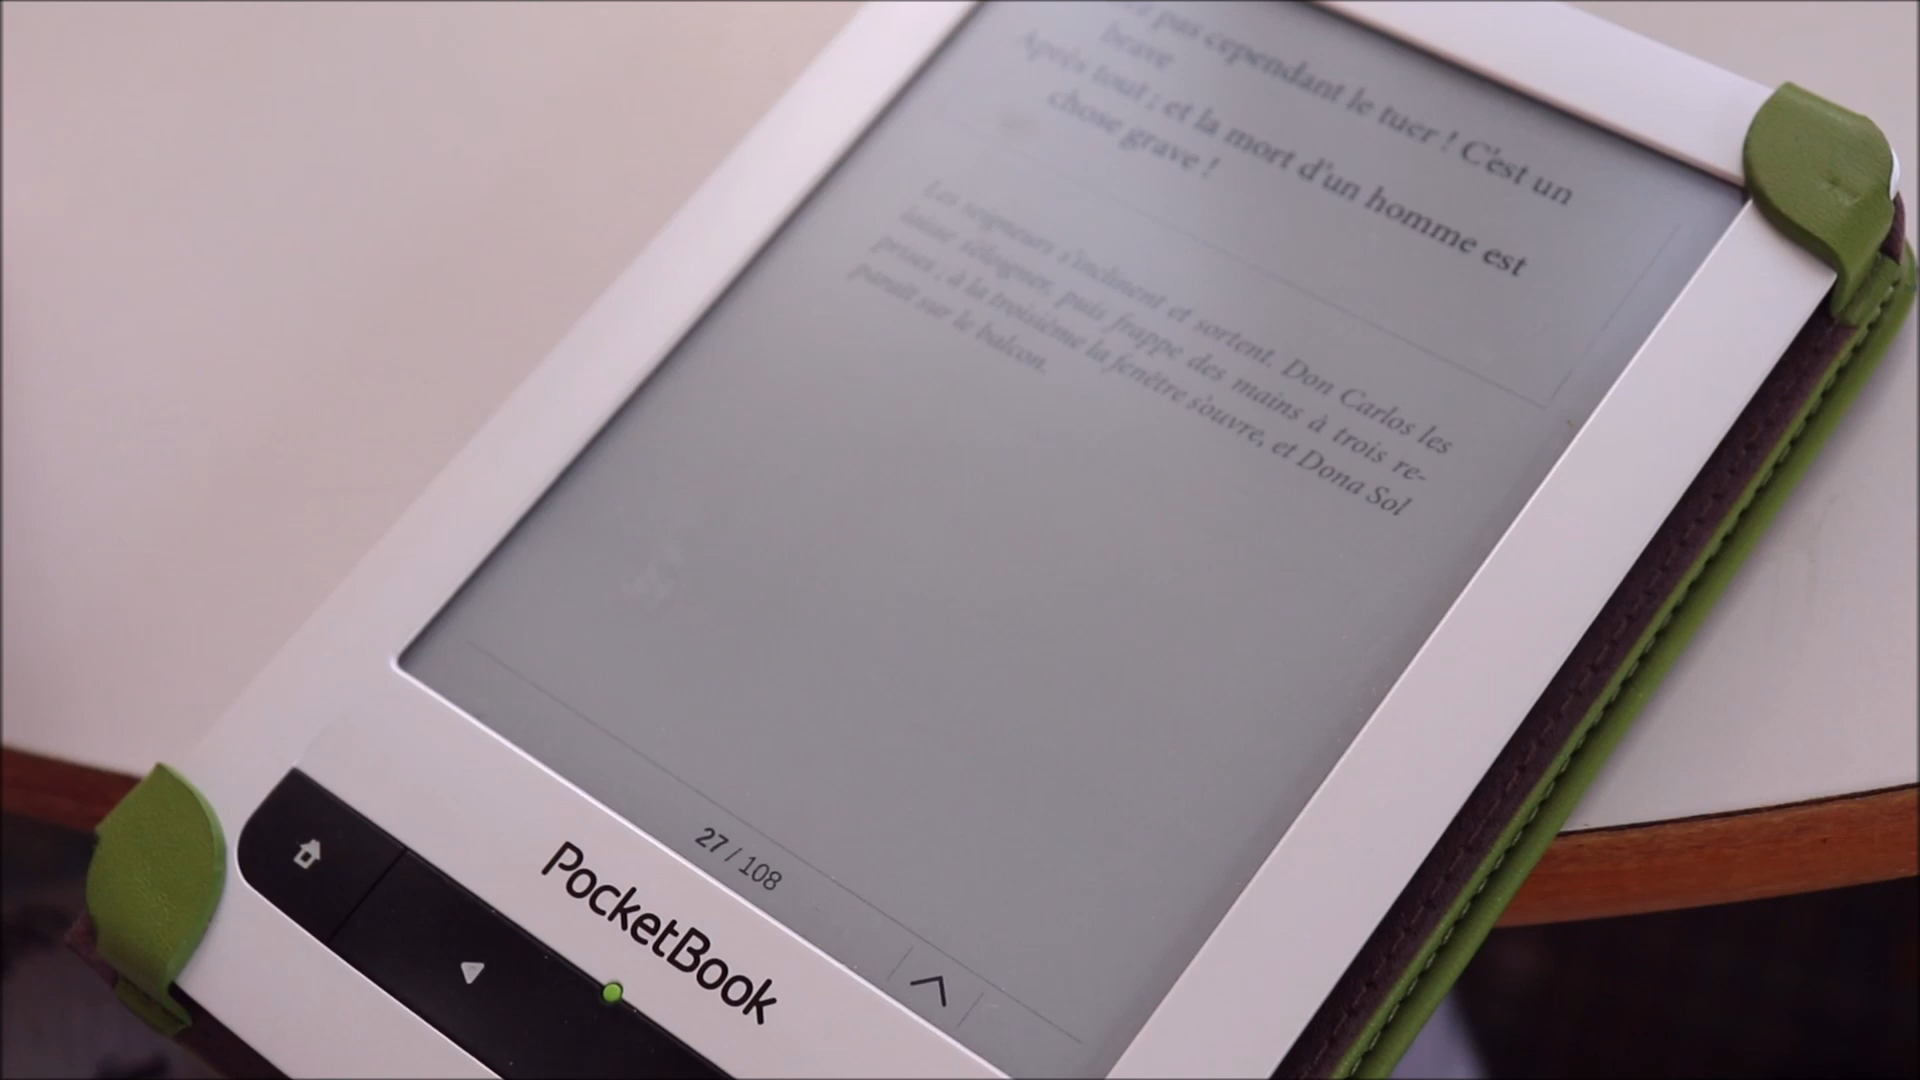 pas cependant le tuer ! C'est un
brave
Après tout ; et la mort d'un homme est
chose grave !
Les seigneurs s'inclinent et sortent. Don Carlos les
laisse s'éloigner, puis frappe des mains à trois re-
prises ; à la troisième la fenêtre s'ouvre, et Dona Sol
paraît sur le balcon.
27 / 108
PocketBook